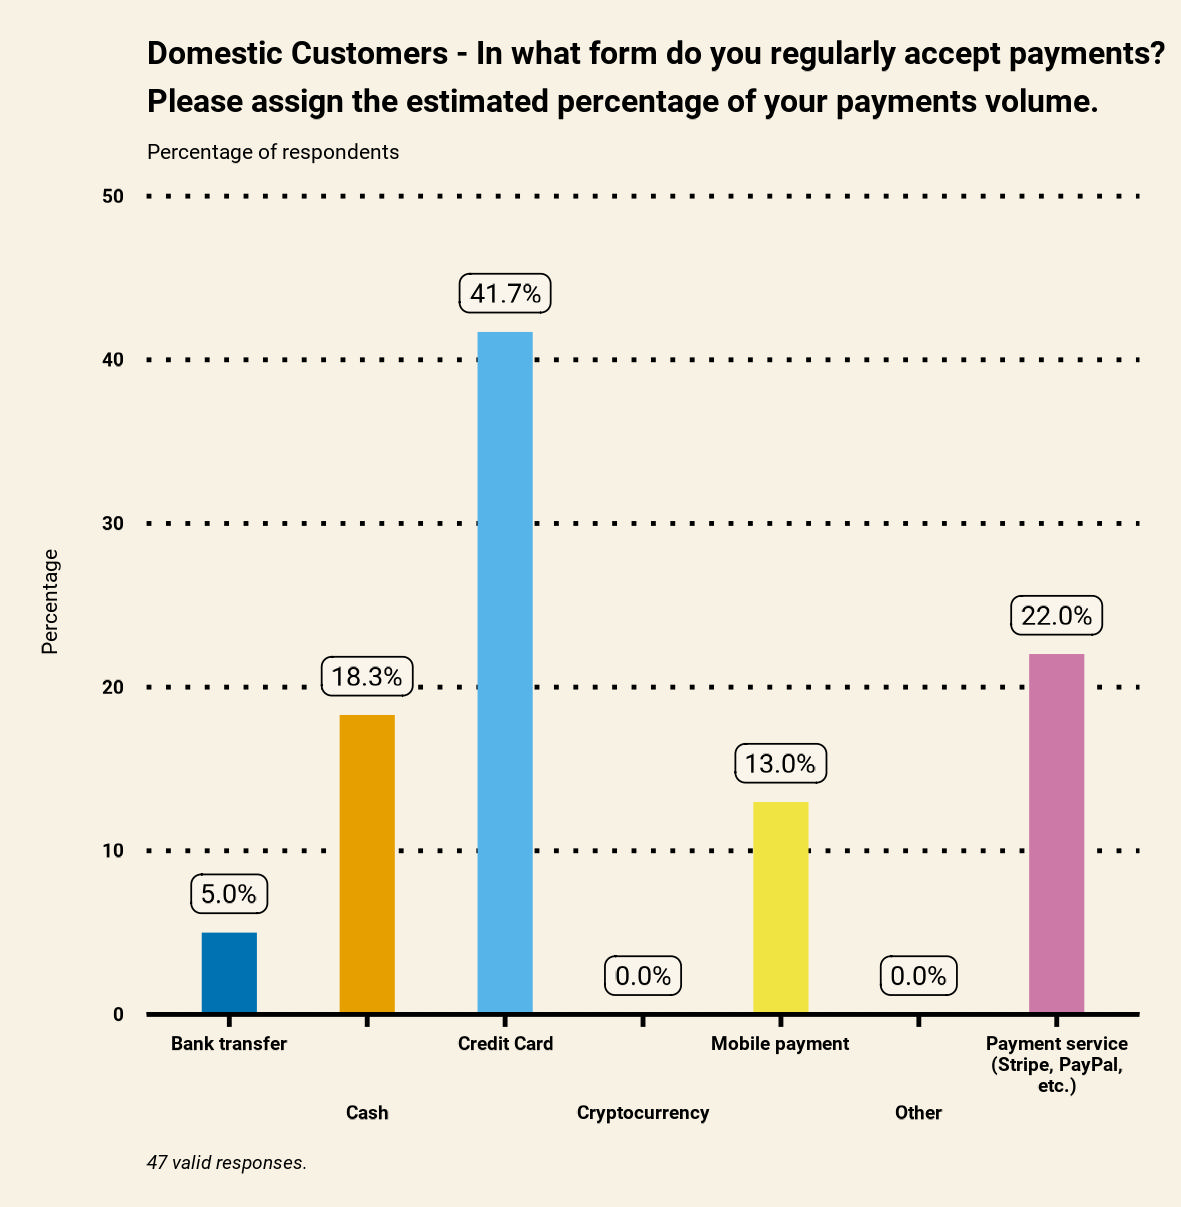 Domestic Customers - In what form do you regularly accept payments?
Please assign the estimated percentage of your payments volume.
Percentage of respondents
Percentage
50
40
30
20
10
0
5.0%
18.3%
41.7%
0.0%
13.0%
0.0%
22.0%
Bank transfer
Cash
Credit Card
Cryptocurrency
Mobile payment
Other
Payment service
(Stripe, PayPal,
etc.)
47 valid responses.